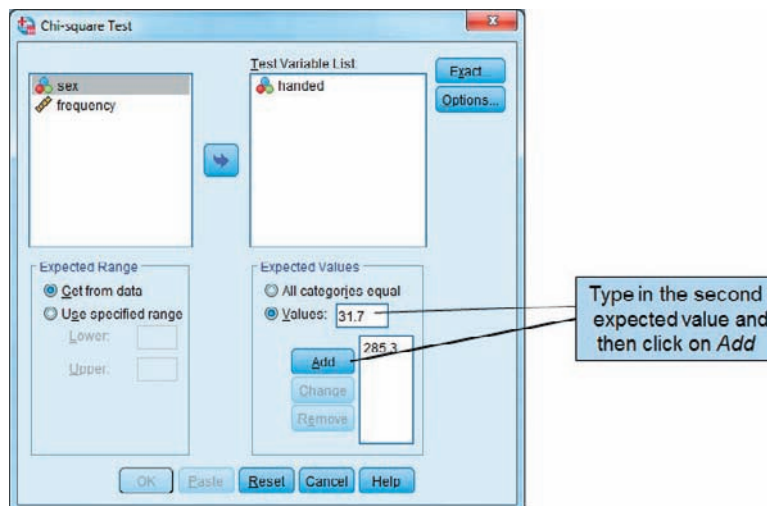 Chi-square Test
x
Test Variable List
sex
frequency
handed
Exact...
Options...
Expected Range
Get from data
Use specified range
Lower:
Upper:
Expected Values
All categories equal
Values: 31.7
Add
Change
Remove
285.3
OK Paste Reset Cancel Help
Type in the second
expected value and
then click on Add